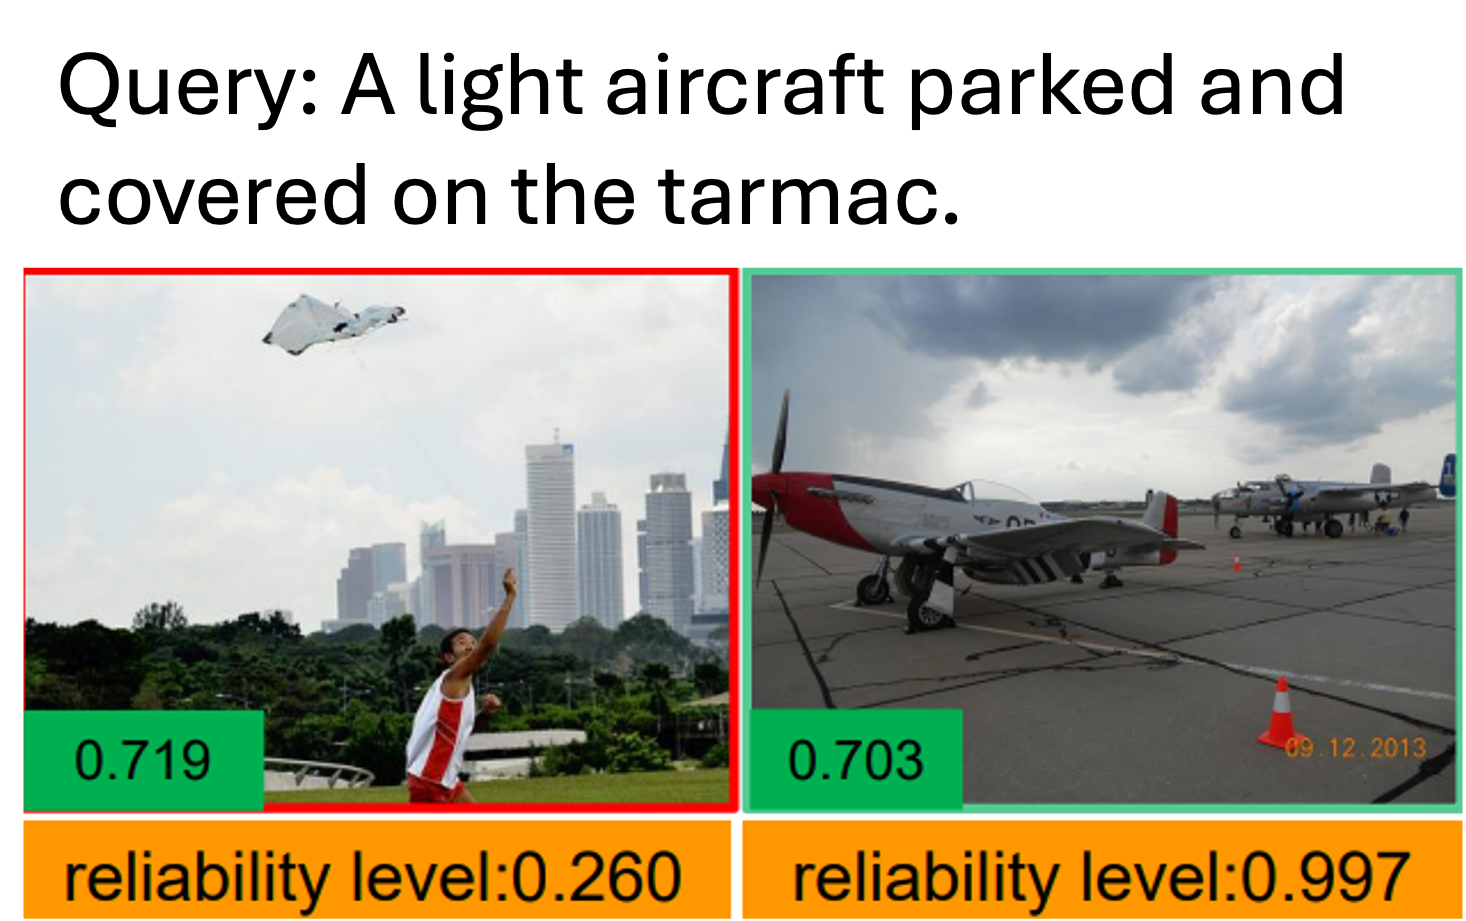 Query: A light aircraft parked and
covered on the tarmac.
0.719
0.703
09.12.2013
reliability level:0.260
reliability level:0.997